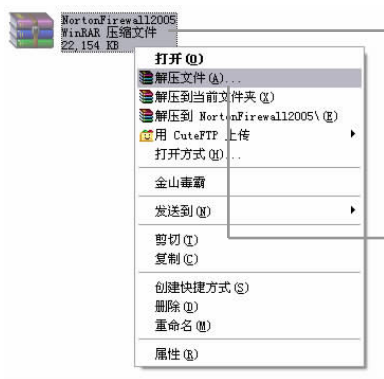 NortonFirewall2005
WinRAR 压缩文件
22,154 KB
打开(O)
解压文件(A)...
解压到当前文件夹(X)
解压到 NortonFirewall2005\(E)
用 CuteFTP 上传
打开方式(H)...
金山毒霸
发送到(N)
剪切(T)
复制(C)
创建快捷方式(S)
删除(D)
重命名(M)
属性(R)